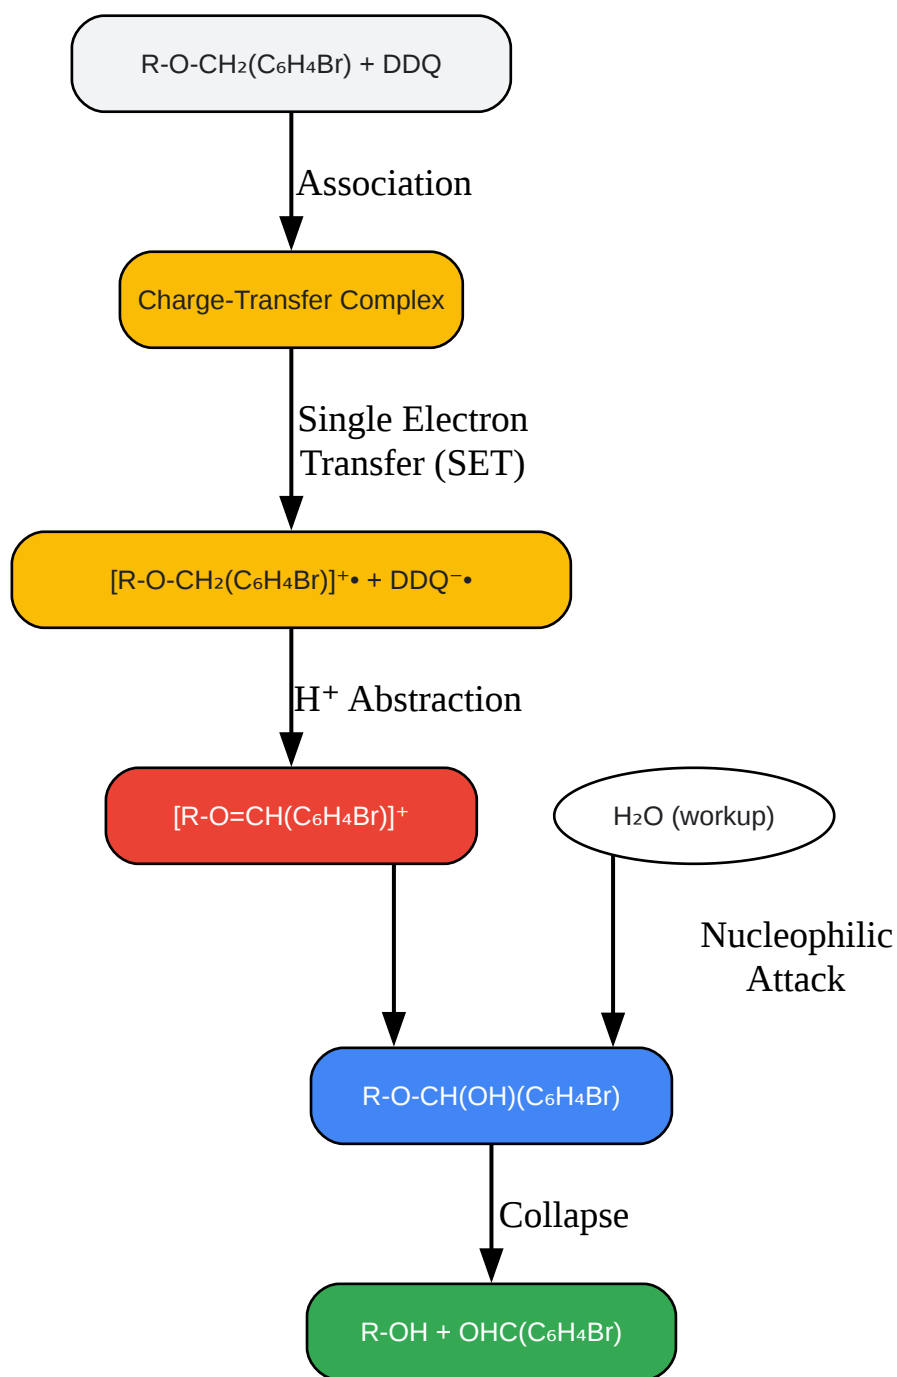 R-O-CH₂(C₆H₄Br) + DDQ
Association
Charge-Transfer Complex
Single Electron
Transfer (SET)
[R-O-CH₂(C₆H₄Br)]⁺• + DDQ⁻•
H⁺ Abstraction
[R-O=CH(C₆H₄Br)]⁺
H₂O (workup)
Nucleophilic
Attack
R-O-CH(OH)(C₆H₄Br)
Collapse
R-OH + OHC(C₆H₄Br)